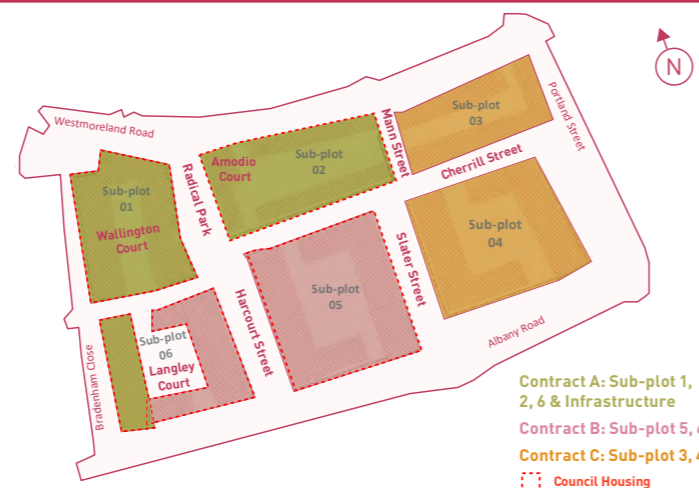 N
Westmoreland Road
Portland Street
Mann Street
Sub-plot
03
Cherrill Street
Amodio
Court
Sub-plot
02
Radical Park
Sub-plot
01
Wallington
Court
Sub-plot
04
Slater Street
Sub-plot
05
Harcourt Street
Sub-plot
06
Langley
Court
Bradenham Close
Albany Road
Contract A: Sub-plot 1,
2, 6 & Infrastructure
Contract B: Sub-plot 5, 6
Contract C: Sub-plot 3, 4
Council Housing